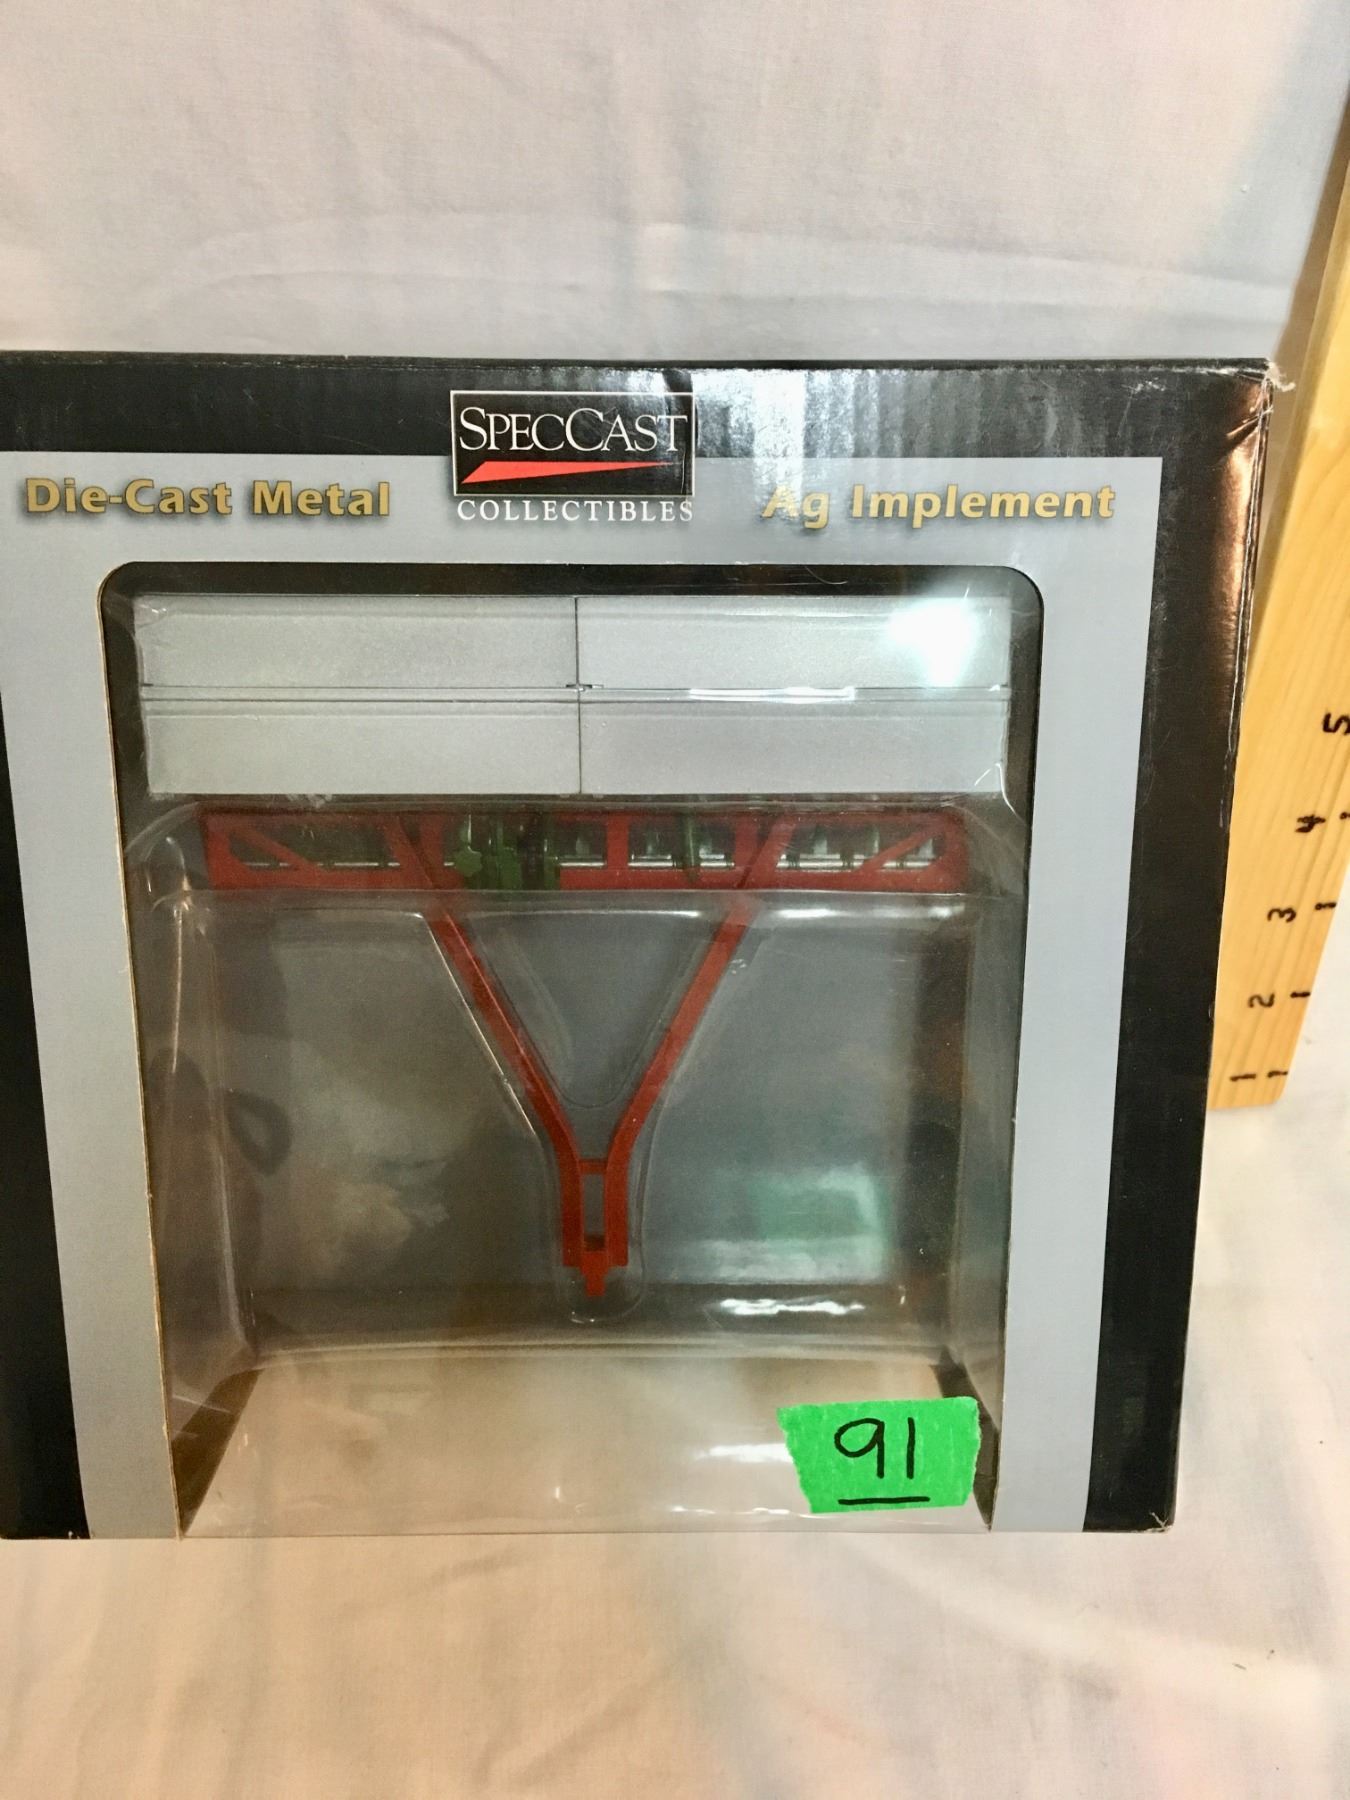 SPECCAST
COLLECTIBLES
Die-Cast Metal
Ag Implement
91
5
4
3
2
1